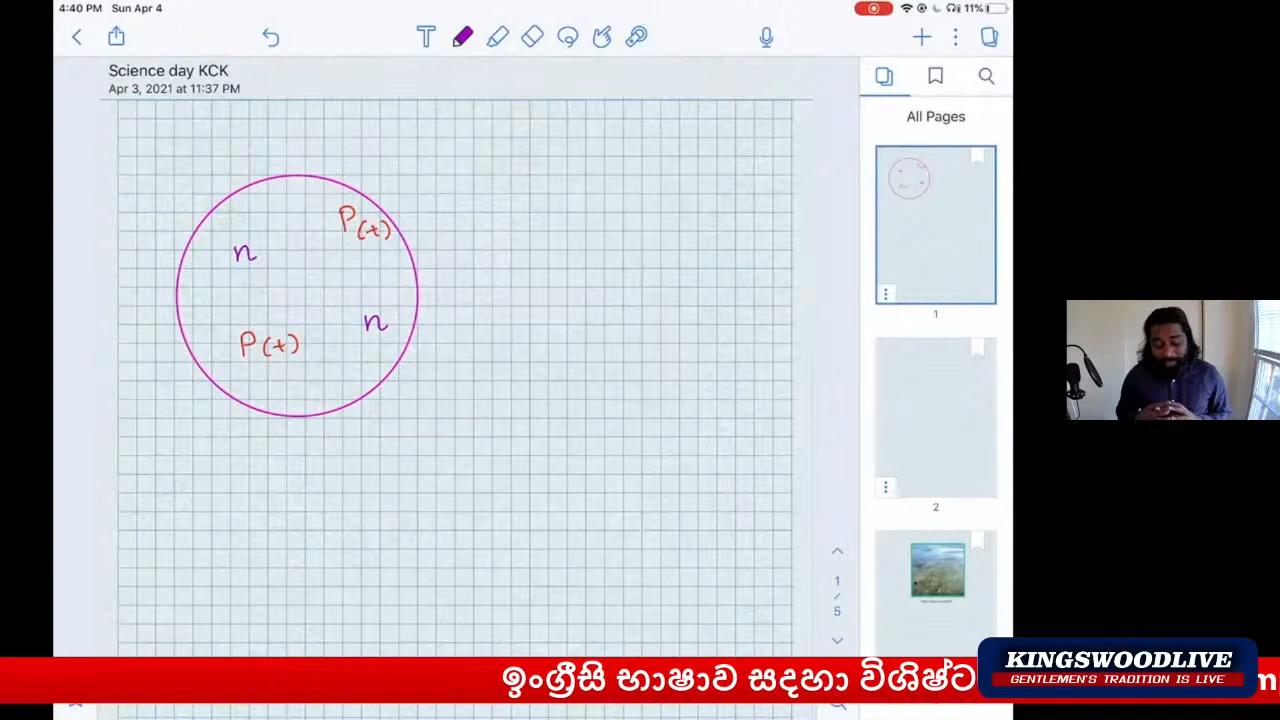 4:40 PM Sun Apr 4 11%
T
Science day KCK
Apr 3, 2021 at 11:37 PM
All Pages
P(+)
n
n
P(+)
1
2
1
5
ඉංග්‍රීසි භාෂාව සදහා විශිෂ්ට
m
KINGSWOODLIVE
GENTLEMEN'S TRADITION IS LIVE